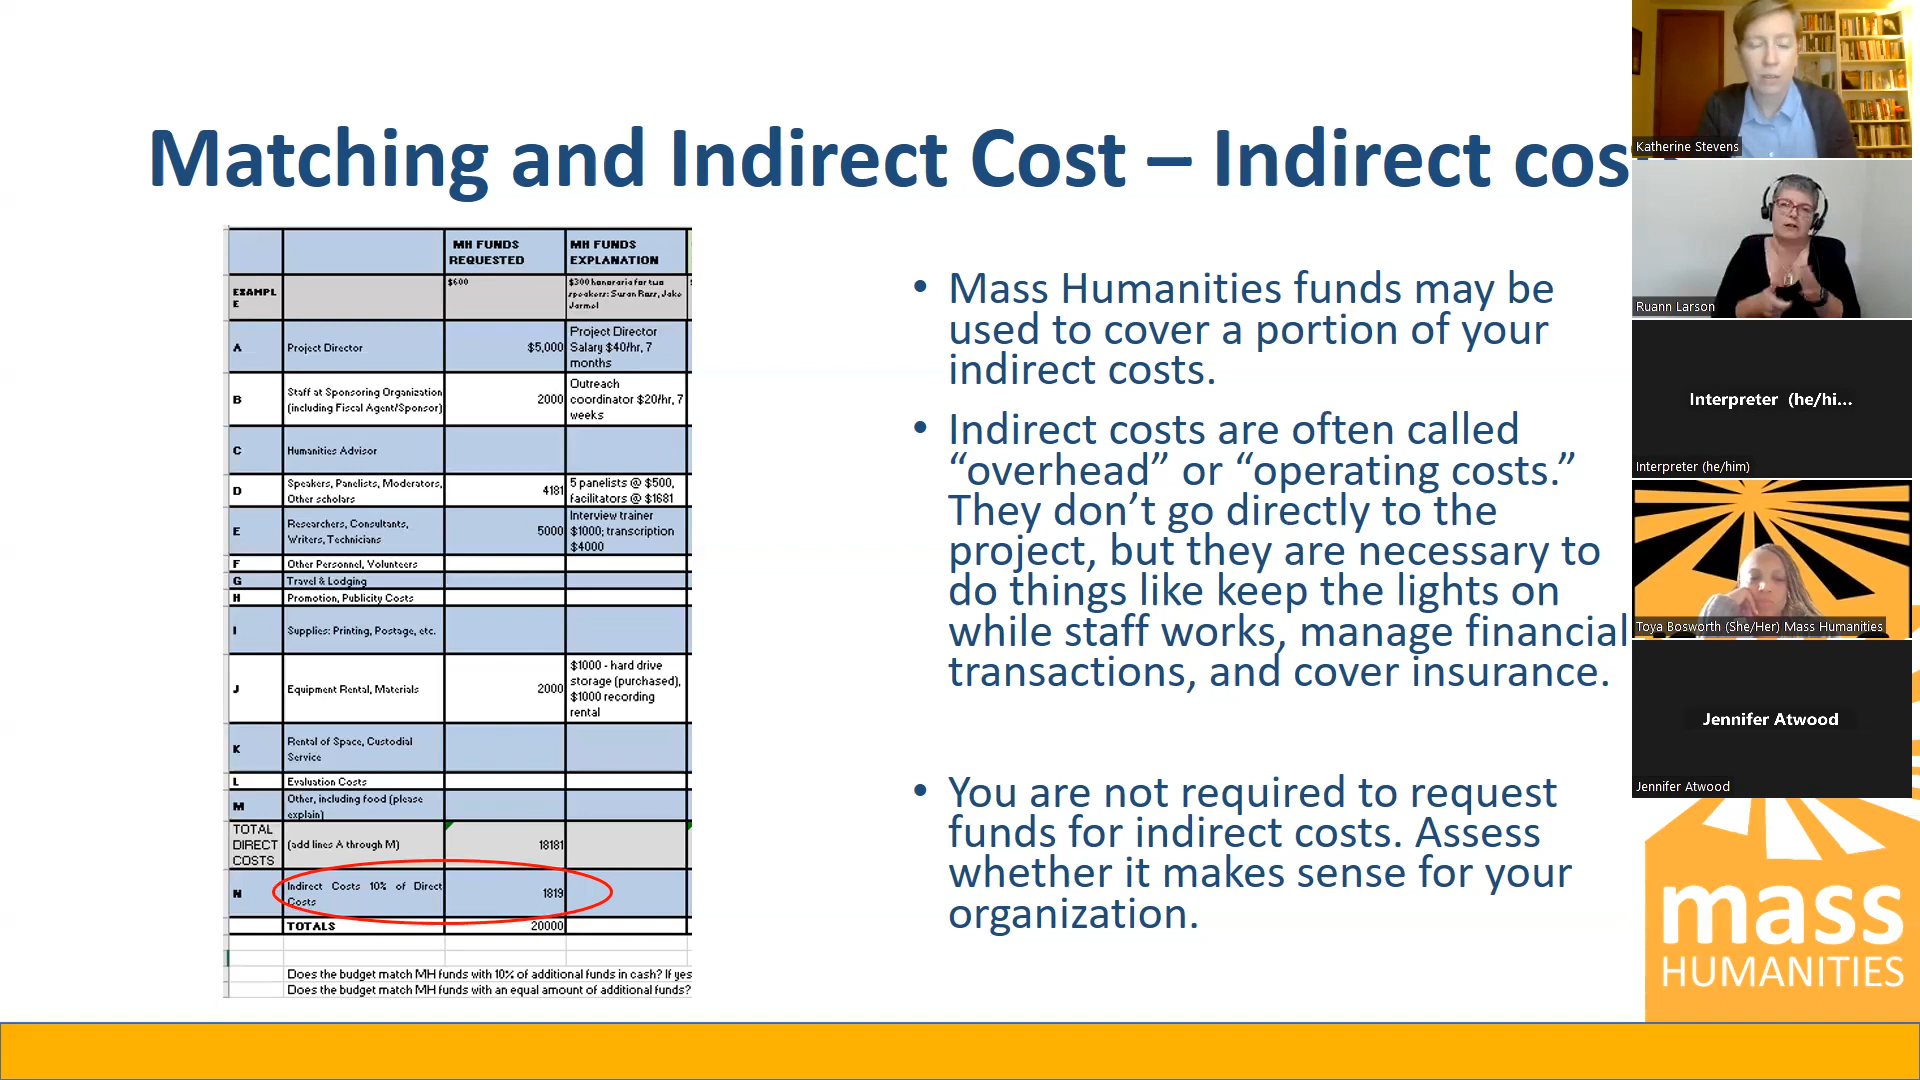 Matching and Indirect Cost – Indirect cos
MH FUNDS
REQUESTED
MH FUNDS
EXPLANATION
EXAMPL
E
$600
$300 honoraria for two
speakers: Susan Rass, Jake
Jarmel
A
Project Director
$5,000
Project Director
Salary $40/hr, 7
months
B
Staff at Sponsoring Organization
(including Fiscal Agent/Sponsor)
2000
Outreach
coordinator $20/hr, 7
weeks
C
Humanities Advisor
D
Speakers, Panelists, Moderators,
Other scholars
4181
5 panelists @ $500,
facilitators @ $1681
E
Researchers, Consultants,
Writers, Technicians
5000
Interview trainer
$1000; transcription
$4000
F
Other Personnel, Volunteers
G
Travel & Lodging
H
Promotion, Publicity Costs
I
Supplies: Printing, Postage, etc.
J
Equipment Rental, Materials
2000
$1000 - hard drive
storage (purchased),
$1000 recording
rental
K
Rental of Space, Custodial
Service
L
Evaluation Costs
M
Other, including food (please
explain)
TOTAL
DIRECT
COSTS
(add lines A through M)
18181
N
Indirect Costs 10% of Direct
Costs
1819
TOTALS
20000
Does the budget match MH funds with 10% of additional funds in cash? If yes
Does the budget match MH funds with an equal amount of additional funds?
• Mass Humanities funds may be
used to cover a portion of your
indirect costs.
• Indirect costs are often called
“overhead” or “operating costs.”
They don’t go directly to the
project, but they are necessary to
do things like keep the lights on
while staff works, manage financial
transactions, and cover insurance.
• You are not required to request
funds for indirect costs. Assess
whether it makes sense for your
organization.
Katherine Stevens
Ruann Larson
Interpreter (he/hi...
Interpreter (he/him)
Toya Bosworth (She/Her) Mass Humanities
Jennifer Atwood
Jennifer Atwood
mass
HUMANITIES